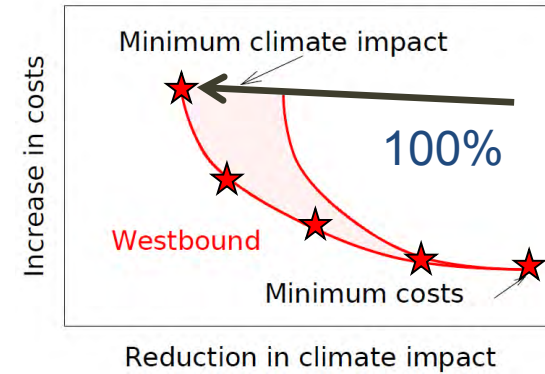 Minimum climate impact
100%
Westbound
Minimum costs
Increase in costs
Reduction in climate impact